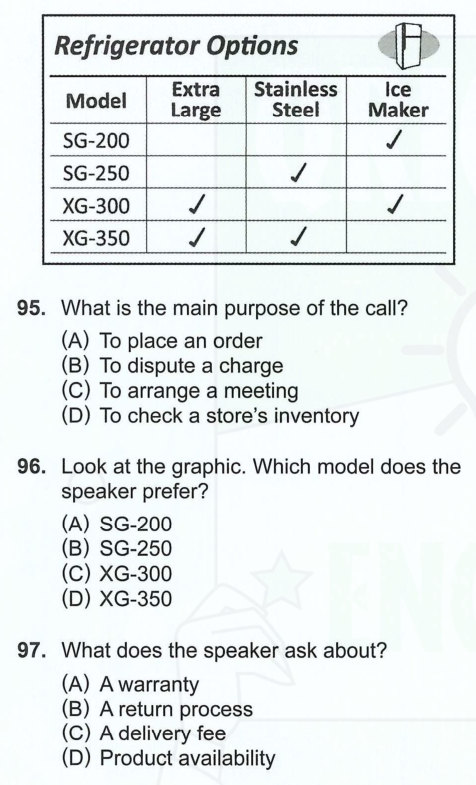 Refrigerator Options
Model Extra Large Stainless Steel Ice Maker
SG-200 ✓
SG-250 ✓
XG-300 ✓ ✓
XG-350 ✓ ✓
95. What is the main purpose of the call?
(A) To place an order
(B) To dispute a charge
(C) To arrange a meeting
(D) To check a store's inventory
96. Look at the graphic. Which model does the
speaker prefer?
(A) SG-200
(B) SG-250
(C) XG-300
(D) XG-350
97. What does the speaker ask about?
(A) A warranty
(B) A return process
(C) A delivery fee
(D) Product availability